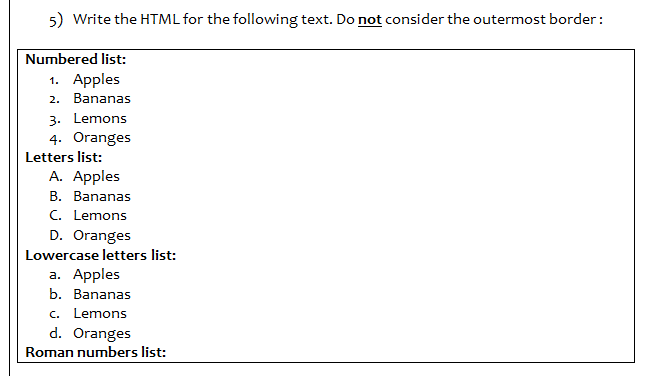 5) Write the HTML for the following text. Do not consider the outermost border :
Numbered list:
1. Apples
2. Bananas
3. Lemons
4. Oranges
Letters list:
A. Apples
B. Bananas
C. Lemons
D. Oranges
Lowercase letters list:
a. Apples
b. Bananas
c. Lemons
d. Oranges
Roman numbers list: